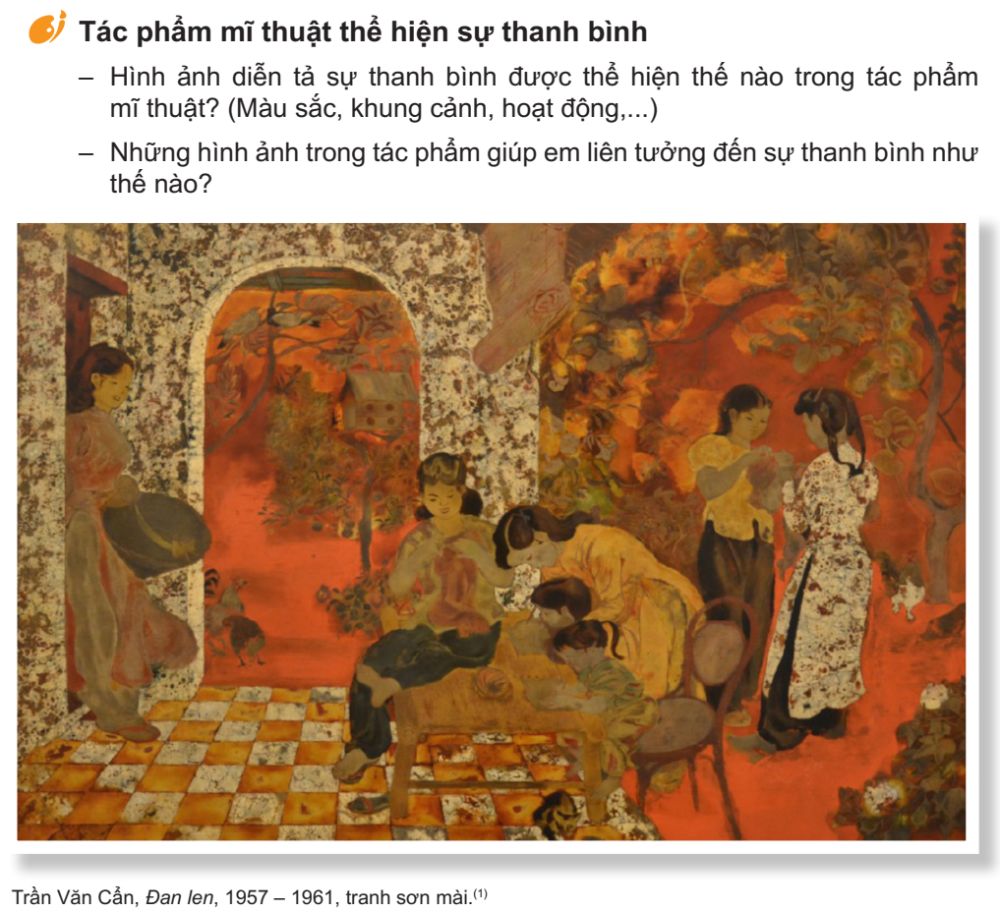 Tác phẩm mĩ thuật thể hiện sự thanh bình
– Hình ảnh diễn tả sự thanh bình được thể hiện thế nào trong tác phẩm
mĩ thuật? (Màu sắc, khung cảnh, hoạt động,...)
– Những hình ảnh trong tác phẩm giúp em liên tưởng đến sự thanh bình như
thế nào?
Trần Văn Cẩn, Đan len, 1957 – 1961, tranh sơn mài.(1)